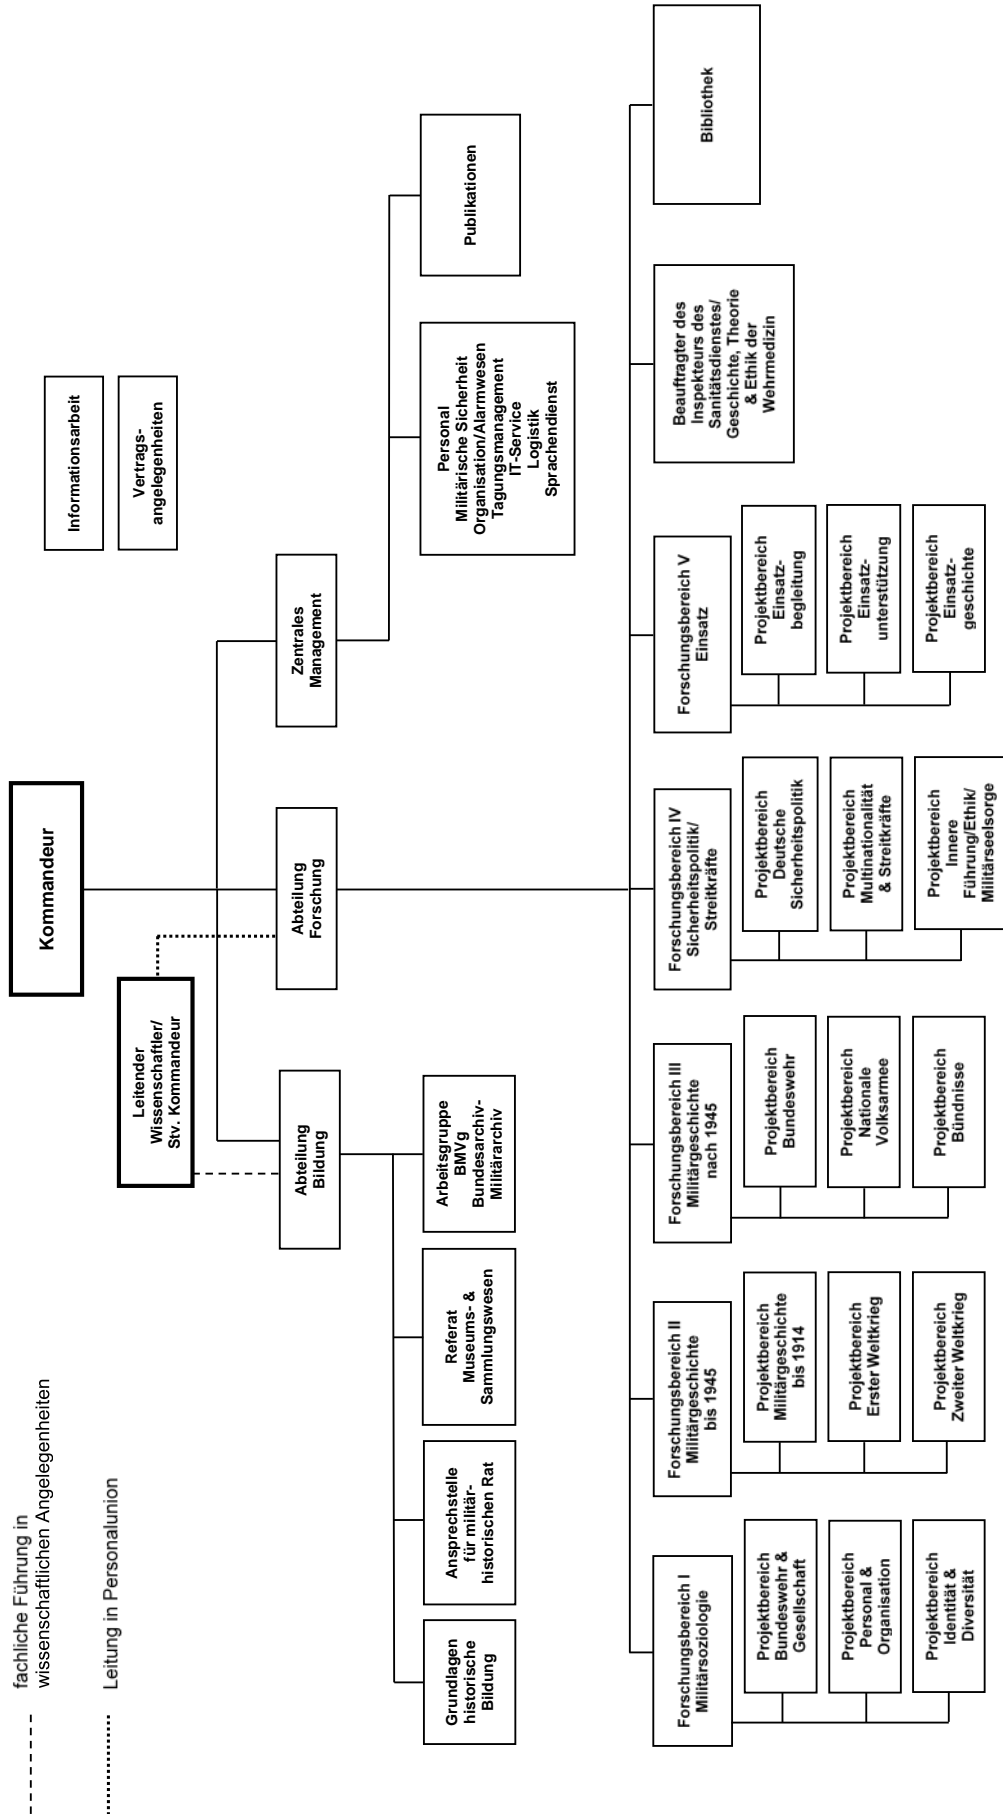 fachliche Führung in
wissenschaftlichen Angelegenheiten
Leitung in Personalunion
Kommandeur
Leitender
Wissenschaftler/
Stv. Kommandeur
Informationsarbeit
Vertrags-
angelegenheiten
Abteilung
Bildung
Abteilung
Forschung
Zentrales
Management
Grundlagen
historische
Bildung
Ansprechstelle
für militär-
historischen Rat
Referat
Museums- &
Sammlungswesen
Arbeitsgruppe
BMVg
Bundesarchiv-
Militärarchiv
Personal
Militärische Sicherheit
Organisation/Alarmwesen
Tagungsmanagement
IT-Service
Logistik
Sprachendienst
Publikationen
Forschungsbereich I
Militärsoziologie
Projektbereich
Bundeswehr &
Gesellschaft
Projektbereich
Personal &
Organisation
Projektbereich
Identität &
Diversität
Forschungsbereich II
Militärgeschichte
bis 1945
Projektbereich
Militärgeschichte
bis 1914
Projektbereich
Erster Weltkrieg
Projektbereich
Zweiter Weltkrieg
Forschungsbereich III
Militärgeschichte
nach 1945
Projektbereich
Bundeswehr
Projektbereich
Nationale
Volksarmee
Projektbereich
Bündnisse
Forschungsbereich IV
Sicherheitspolitik/
Streitkräfte
Projektbereich
Deutsche
Sicherheitspolitik
Projektbereich
Multinationalität
& Streitkräfte
Projektbereich
Innere
Führung/Ethik/
Militärseelsorge
Forschungsbereich V
Einsatz
Projektbereich
Einsatz-
begleitung
Projektbereich
Einsatz-
unterstützung
Projektbereich
Einsatz-
geschichte
Beauftragter des
Inspekteurs des
Sanitätsdienstes/
Geschichte, Theorie
& Ethik der
Wehrmedizin
Bibliothek